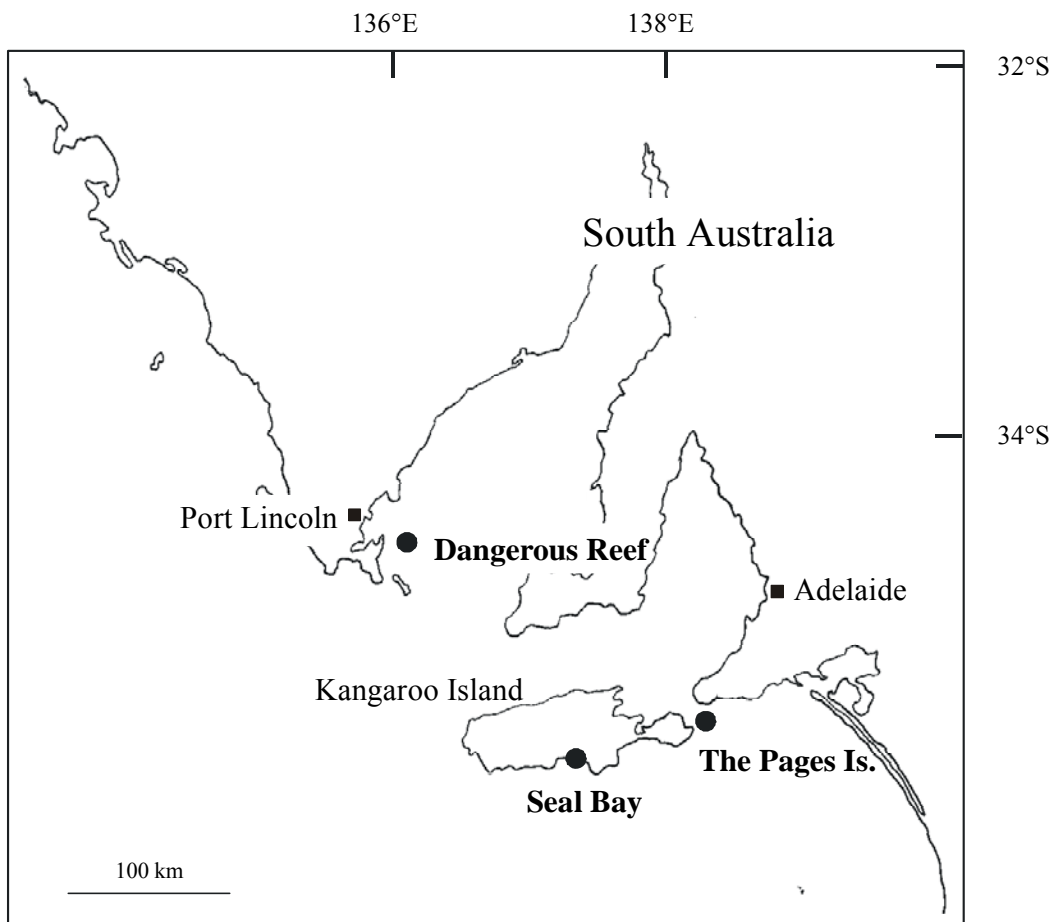 136°E 138°E
32°S
South Australia
34°S
Port Lincoln
Dangerous Reef
Adelaide
Kangaroo Island
The Pages Is.
Seal Bay
100 km